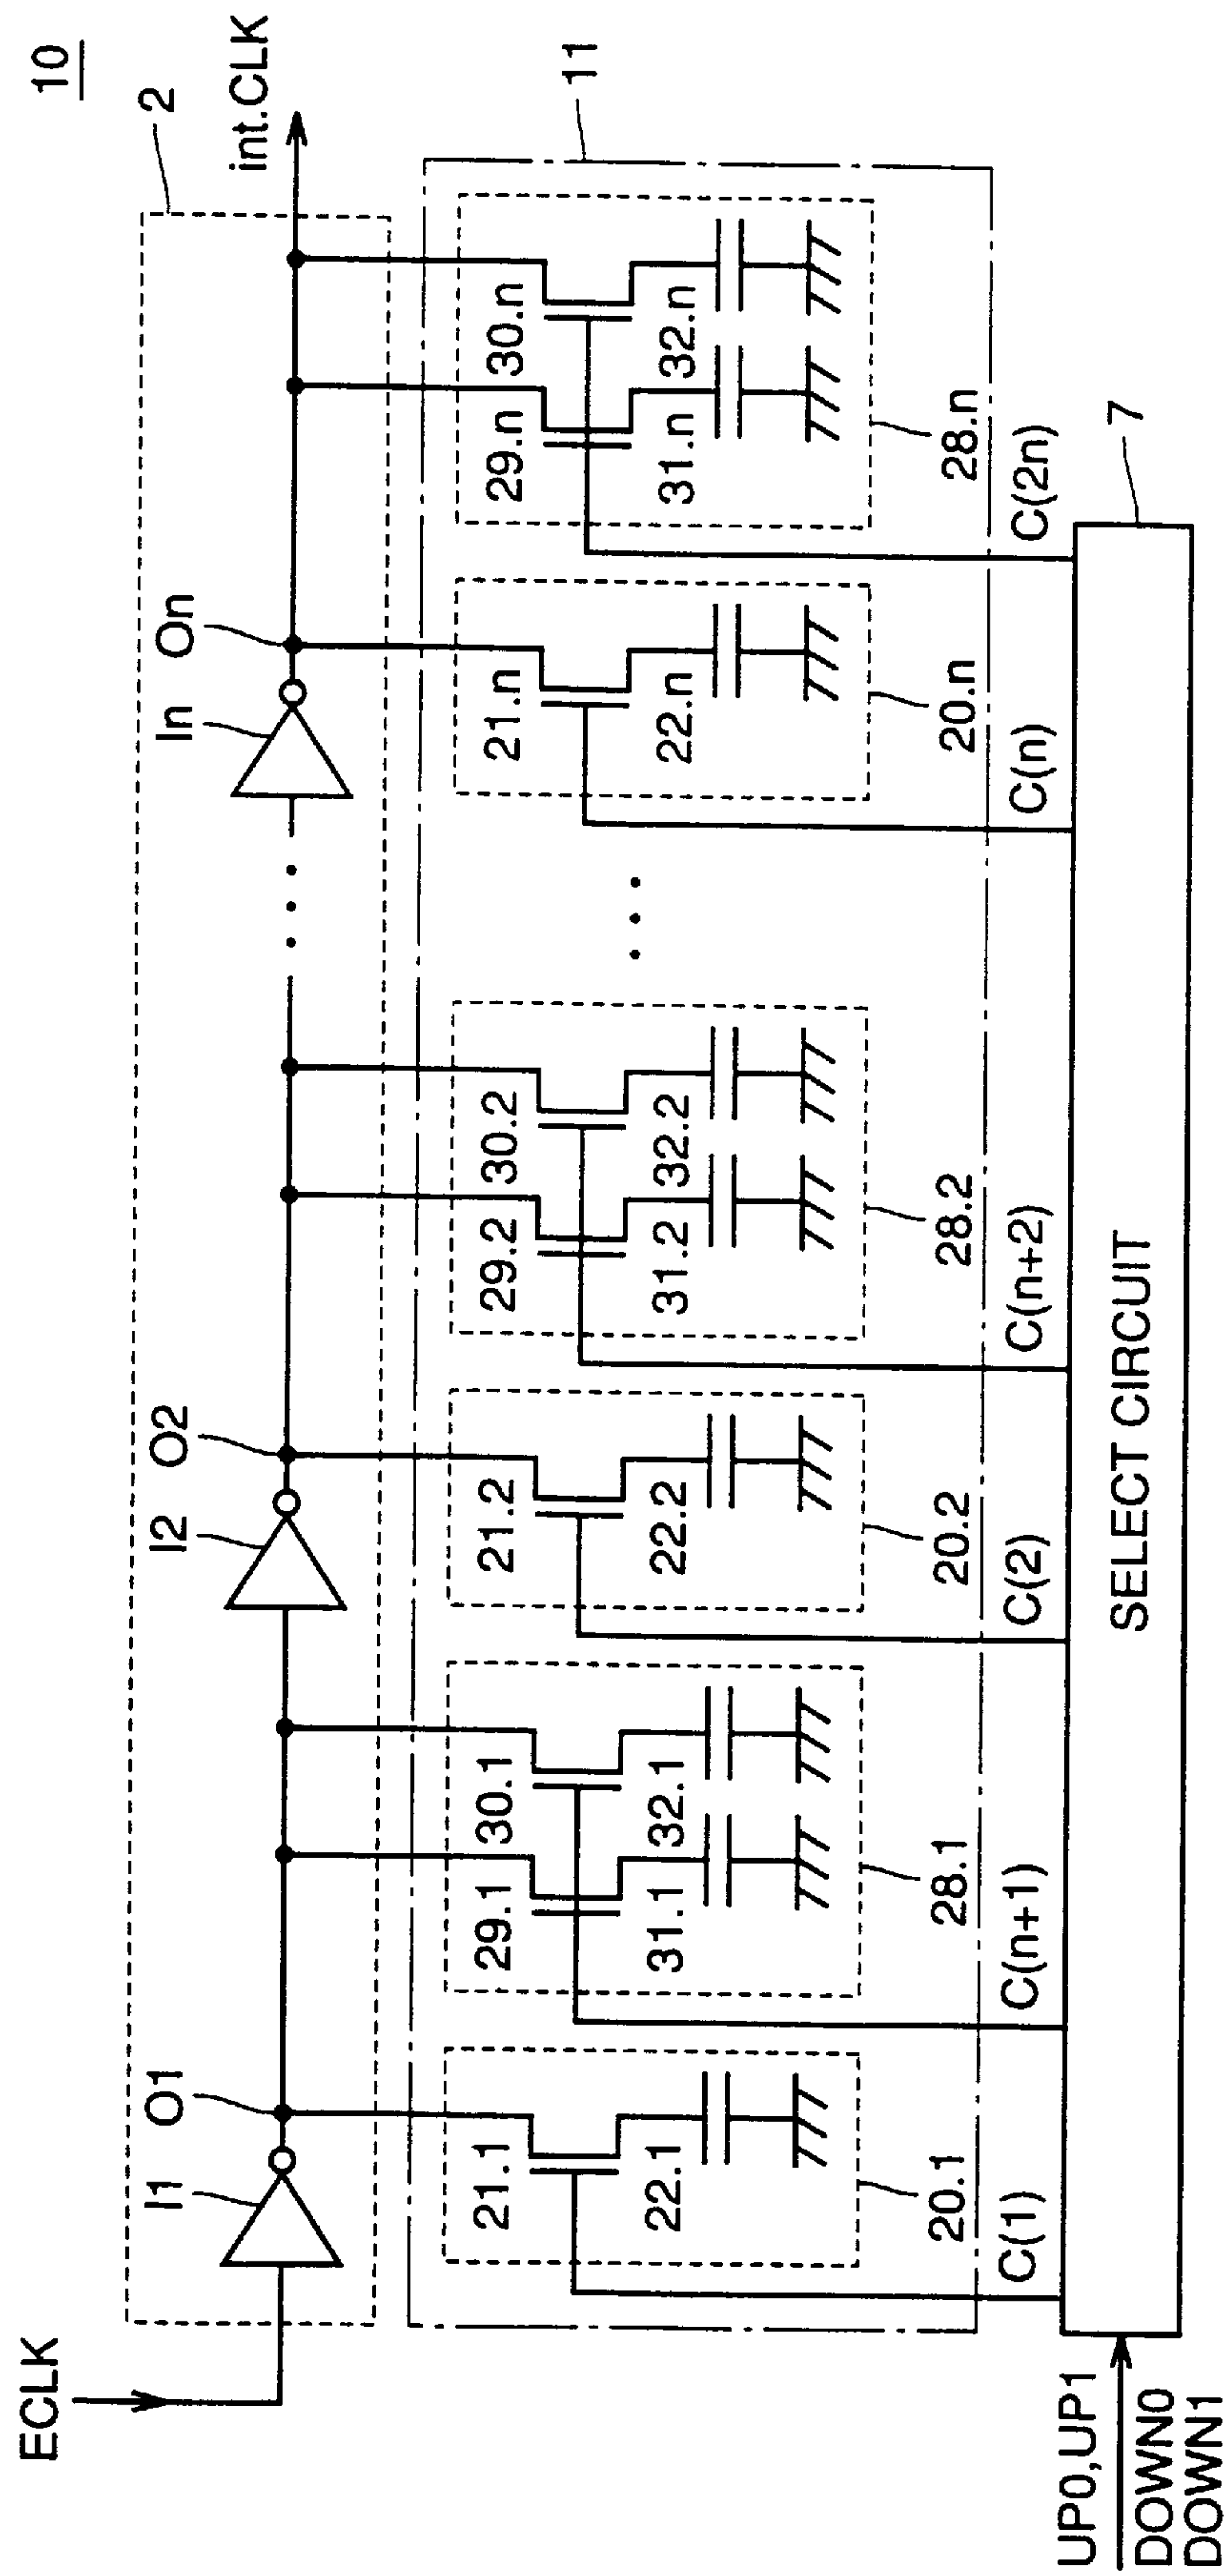 10
2
int.CLK
11
ECLK
I1
O1
I2
O2
In
On
21.1
22.1
20.1
29.1
30.1
31.1
32.1
28.1
21.2
22.2
20.2
29.2
30.2
31.2
32.2
28.2
21.n
22.n
20.n
29.n
30.n
31.n
32.n
28.n
C(1)
C(n+1)
C(2)
C(n+2)
C(n)
C(2n)
7
SELECT CIRCUIT
UP0,UP1
DOWN0
DOWN1